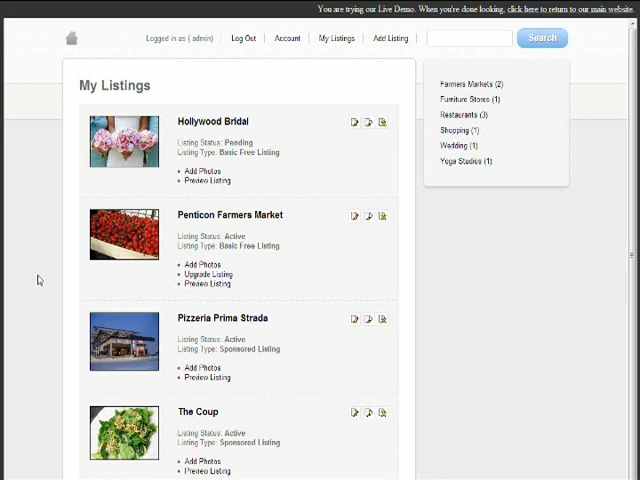 You are trying our Live Demo. When you're done looking, click here to return to our main website.
Logged in as ( admin) Log Out Account My Listings Add Listing Search
My Listings
Hollywood Bridal
Listing Status: Pending
Listing Type: Basic Free Listing
Add Photos
Preview Listing
Penticon Farmers Market
Listing Status: Active
Listing Type: Basic Free Listing
Add Photos
Upgrade Listing
Preview Listing
Pizzeria Prima Strada
Listing Status: Active
Listing Type: Sponsored Listing
Add Photos
Preview Listing
The Coup
Listing Status: Active
Listing Type: Sponsored Listing
Add Photos
Preview Listing
Farmers Markets (2)
Furniture Stores (1)
Restaurants (3)
Shopping (1)
Wedding (1)
Yoga Studios (1)